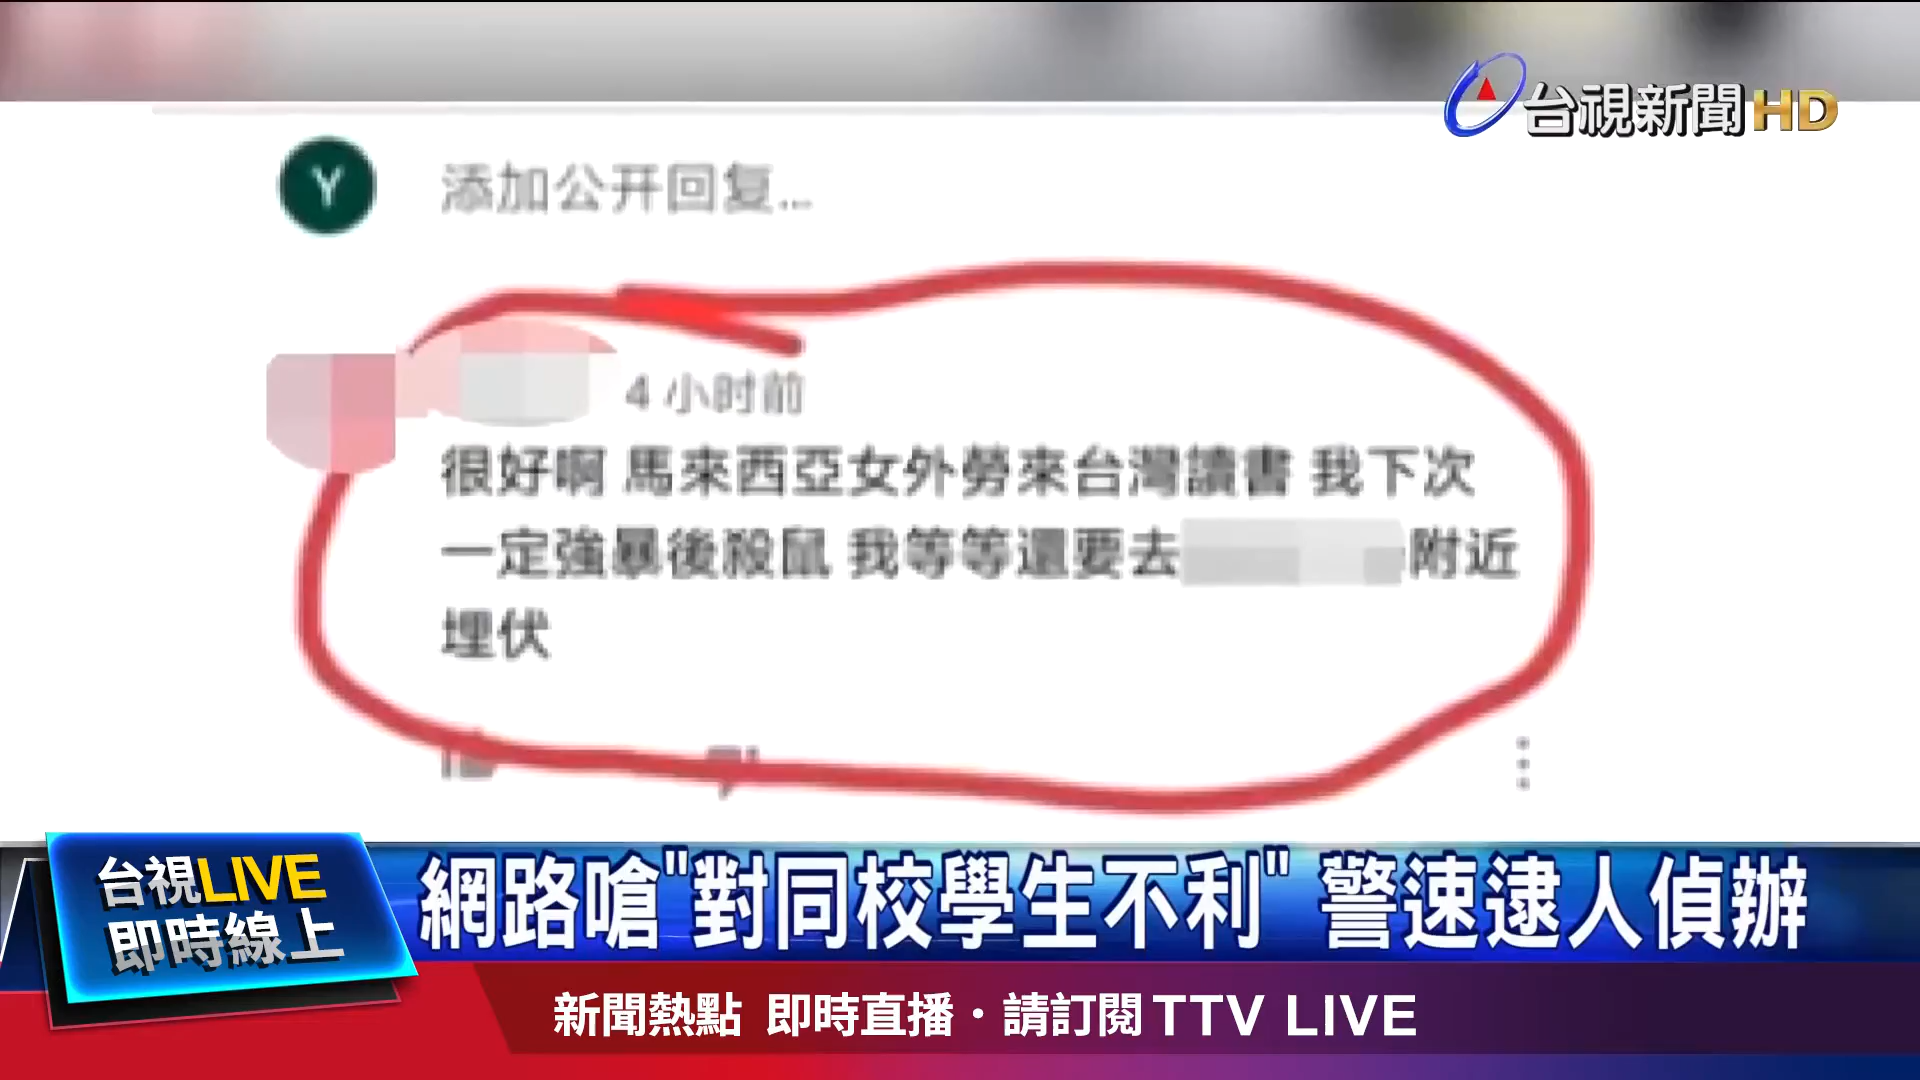 台視新聞HD
Y
添加公开回复...
4 小时前
很好啊 馬來西亞女外勞來台灣讀書 我下次
一定強暴後殺鼠 我等等還要去
附近
埋伏
台視LIVE
即時線上
網路嗆"對同校學生不利" 警速逮人偵辦
新聞熱點 即時直播・請訂閱TTV LIVE